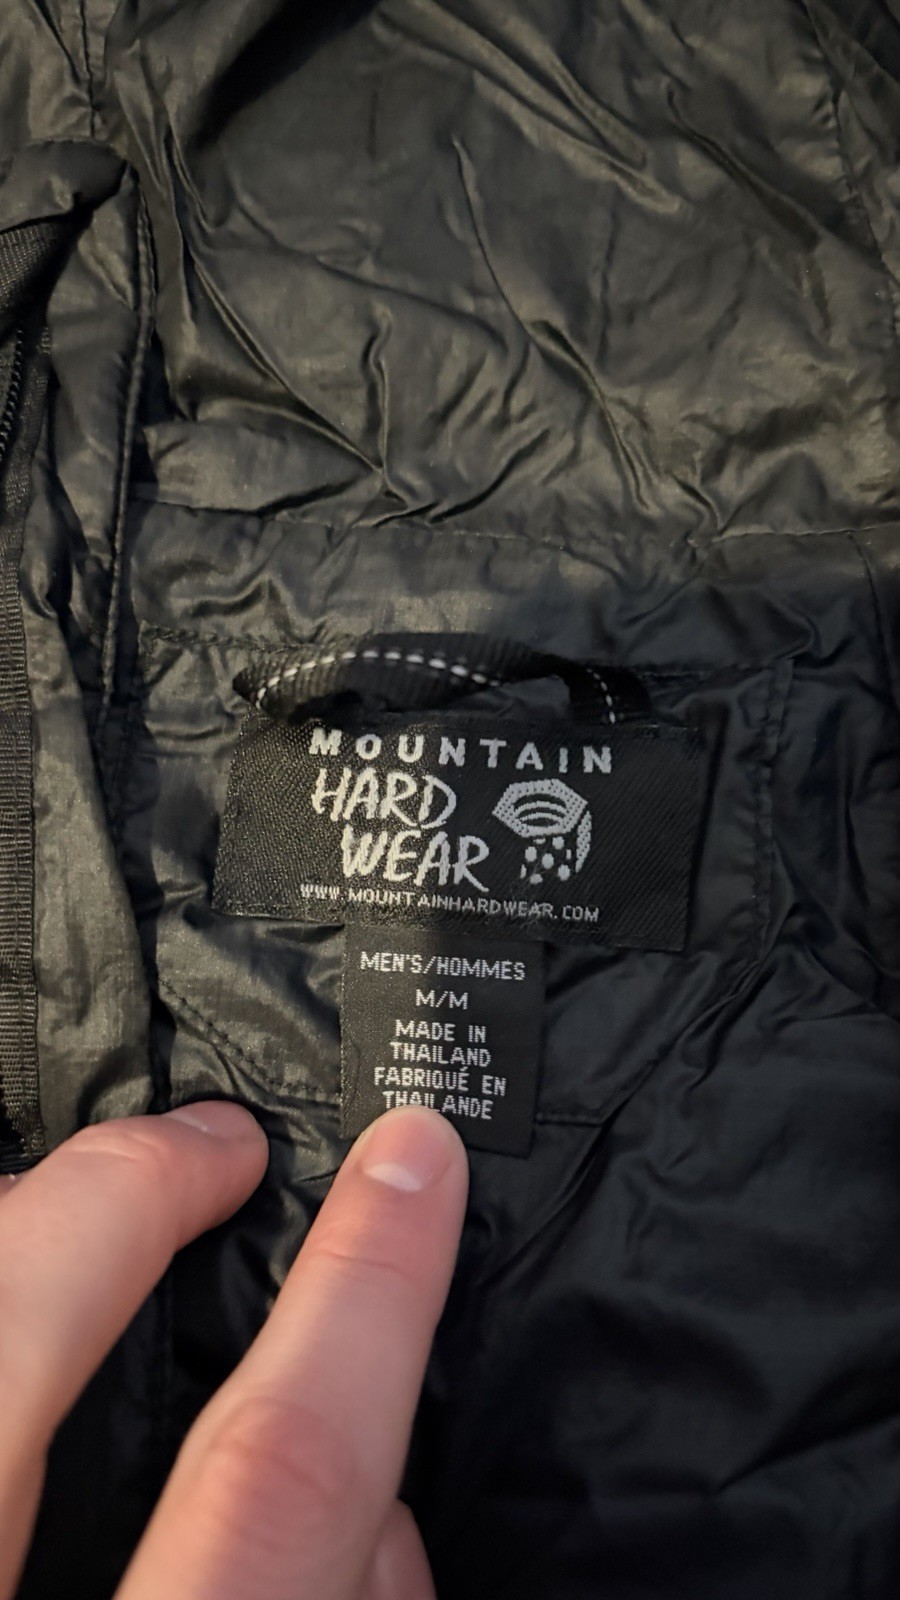 MOUNTAIN
HARD
WEAR
WWW.MOUNTAINHARDWEAR.COM
MEN'S/HOMMES
M/M
MADE IN
THAILAND
FABRIQUÉ EN
THAILANDE